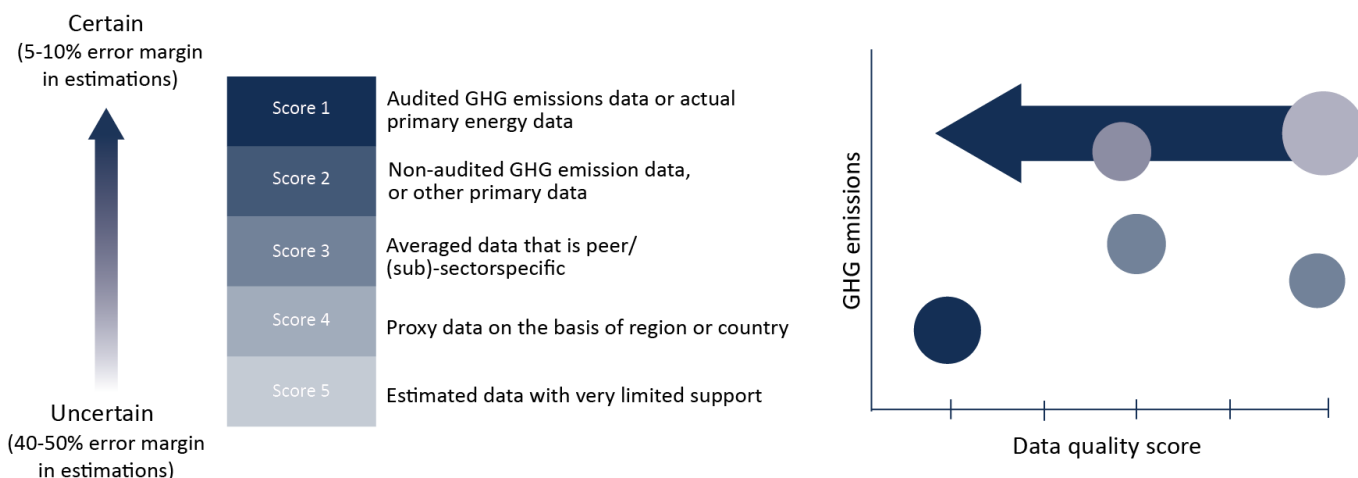 Certain
(5-10% error margin
in estimations)
Score 1
Audited GHG emissions data or actual
primary energy data
Score 2
Non-audited GHG emission data,
or other primary data
Score 3
Averaged data that is peer/
(sub)-sectorspecific
Score 4
Proxy data on the basis of region or country
Score 5
Estimated data with very limited support
Uncertain
(40-50% error margin
in estimations)
GHG emissions
Data quality score